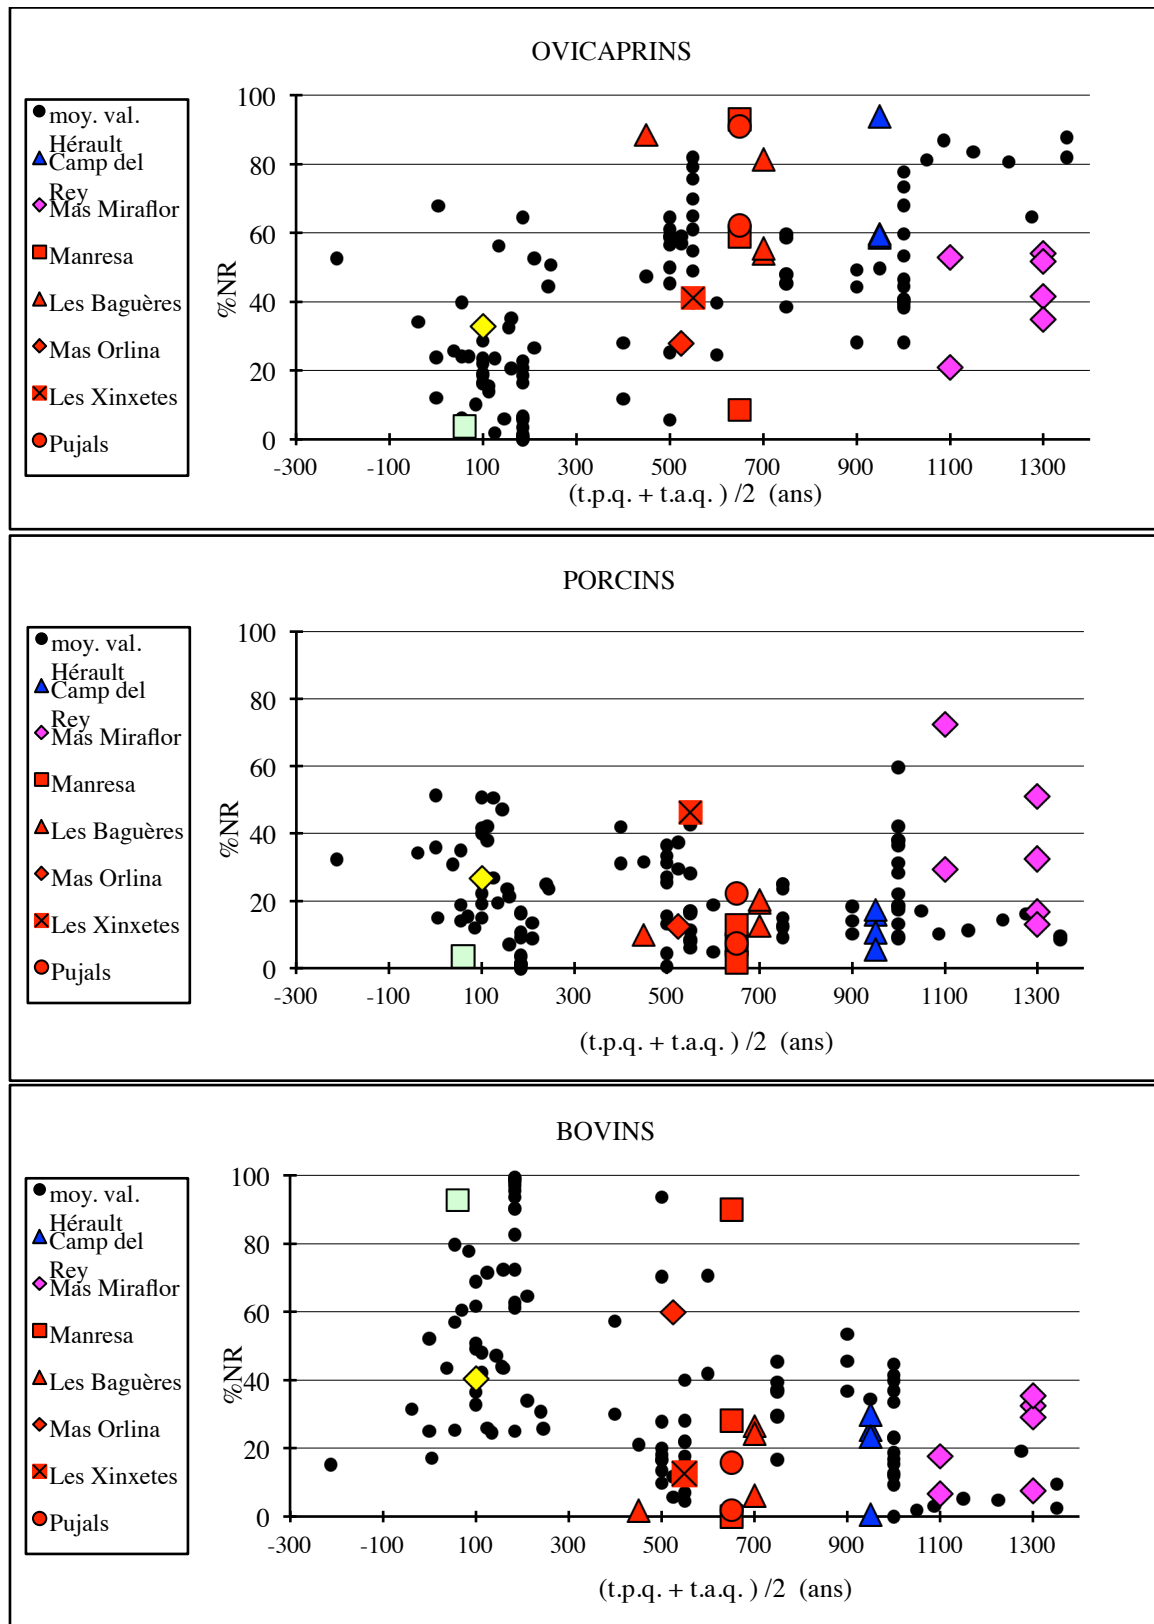 OVICAPRINS
moy. val.
Hérault
Camp del
Rey
Mas Miraflor
Manresa
Les Baguères
Mas Orlina
Les Xinxetes
Pujals
%NR
100
80
60
40
20
0
-300 -100 100 300 500 700 900 1100 1300
(t.p.q. + t.a.q. ) /2 (ans)
PORCINS
moy. val.
Hérault
Camp del
Rey
Mas Miraflor
Manresa
Les Baguères
Mas Orlina
Les Xinxetes
Pujals
%NR
100
80
60
40
20
0
-300 -100 100 300 500 700 900 1100 1300
(t.p.q. + t.a.q. ) /2 (ans)
BOVINS
moy. val.
Hérault
Camp del
Rey
Mas Miraflor
Manresa
Les Baguères
Mas Orlina
Les Xinxetes
Pujals
%NR
100
80
60
40
20
0
-300 -100 100 300 500 700 900 1100 1300
(t.p.q. + t.a.q. ) /2 (ans)